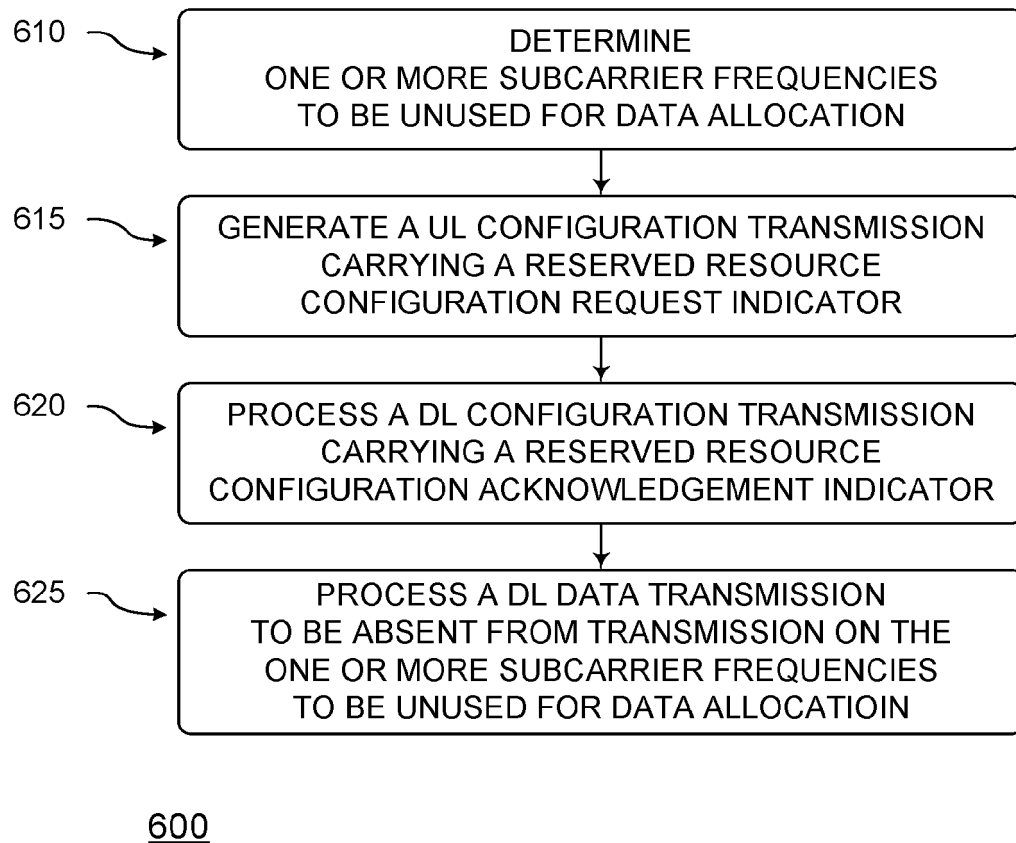 610
DETERMINE
ONE OR MORE SUBCARRIER FREQUENCIES
TO BE UNUSED FOR DATA ALLOCATION
615
GENERATE A UL CONFIGURATION TRANSMISSION
CARRYING A RESERVED RESOURCE
CONFIGURATION REQUEST INDICATOR
620
PROCESS A DL CONFIGURATION TRANSMISSION
CARRYING A RESERVED RESOURCE
CONFIGURATION ACKNOWLEDGEMENT INDICATOR
625
PROCESS A DL DATA TRANSMISSION
TO BE ABSENT FROM TRANSMISSION ON THE
ONE OR MORE SUBCARRIER FREQUENCIES
TO BE UNUSED FOR DATA ALLOCATIOIN
600